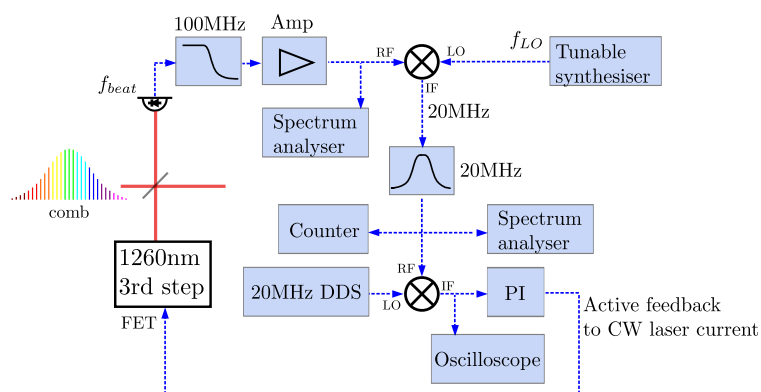 100MHz
Amp
f_beat
RF
LO
f_LO
Tunable
synthesiser
IF
20MHz
Spectrum
analyser
20MHz
comb
Counter
Spectrum
analyser
1260nm
3rd step
20MHz DDS
RF
IF
LO
PI
FET
Active feedback
to CW laser current
Oscilloscope